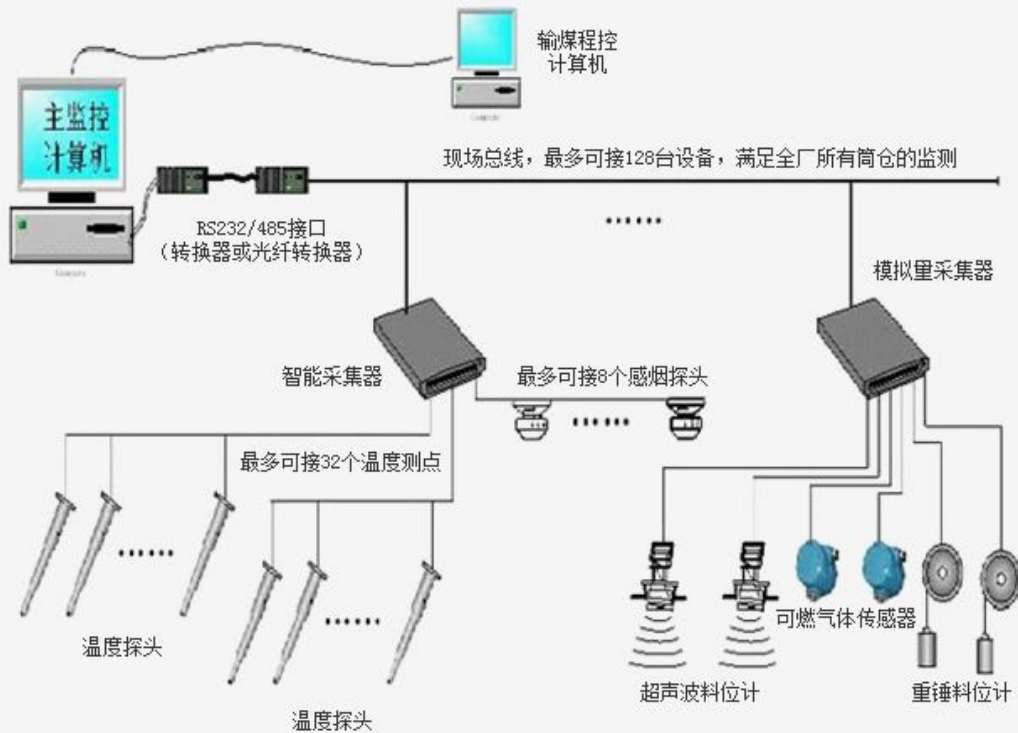 输煤程控
计算机
主监控
计算机
现场总线，最多可接128台设备，满足全厂所有筒仓的监测
RS232/485接口
（转换器或光纤转换器）
模拟量采集器
智能采集器
最多可接8个感烟探头
最多可接32个温度测点
温度探头
温度探头
可燃气体传感器
超声波料位计
重锤料位计